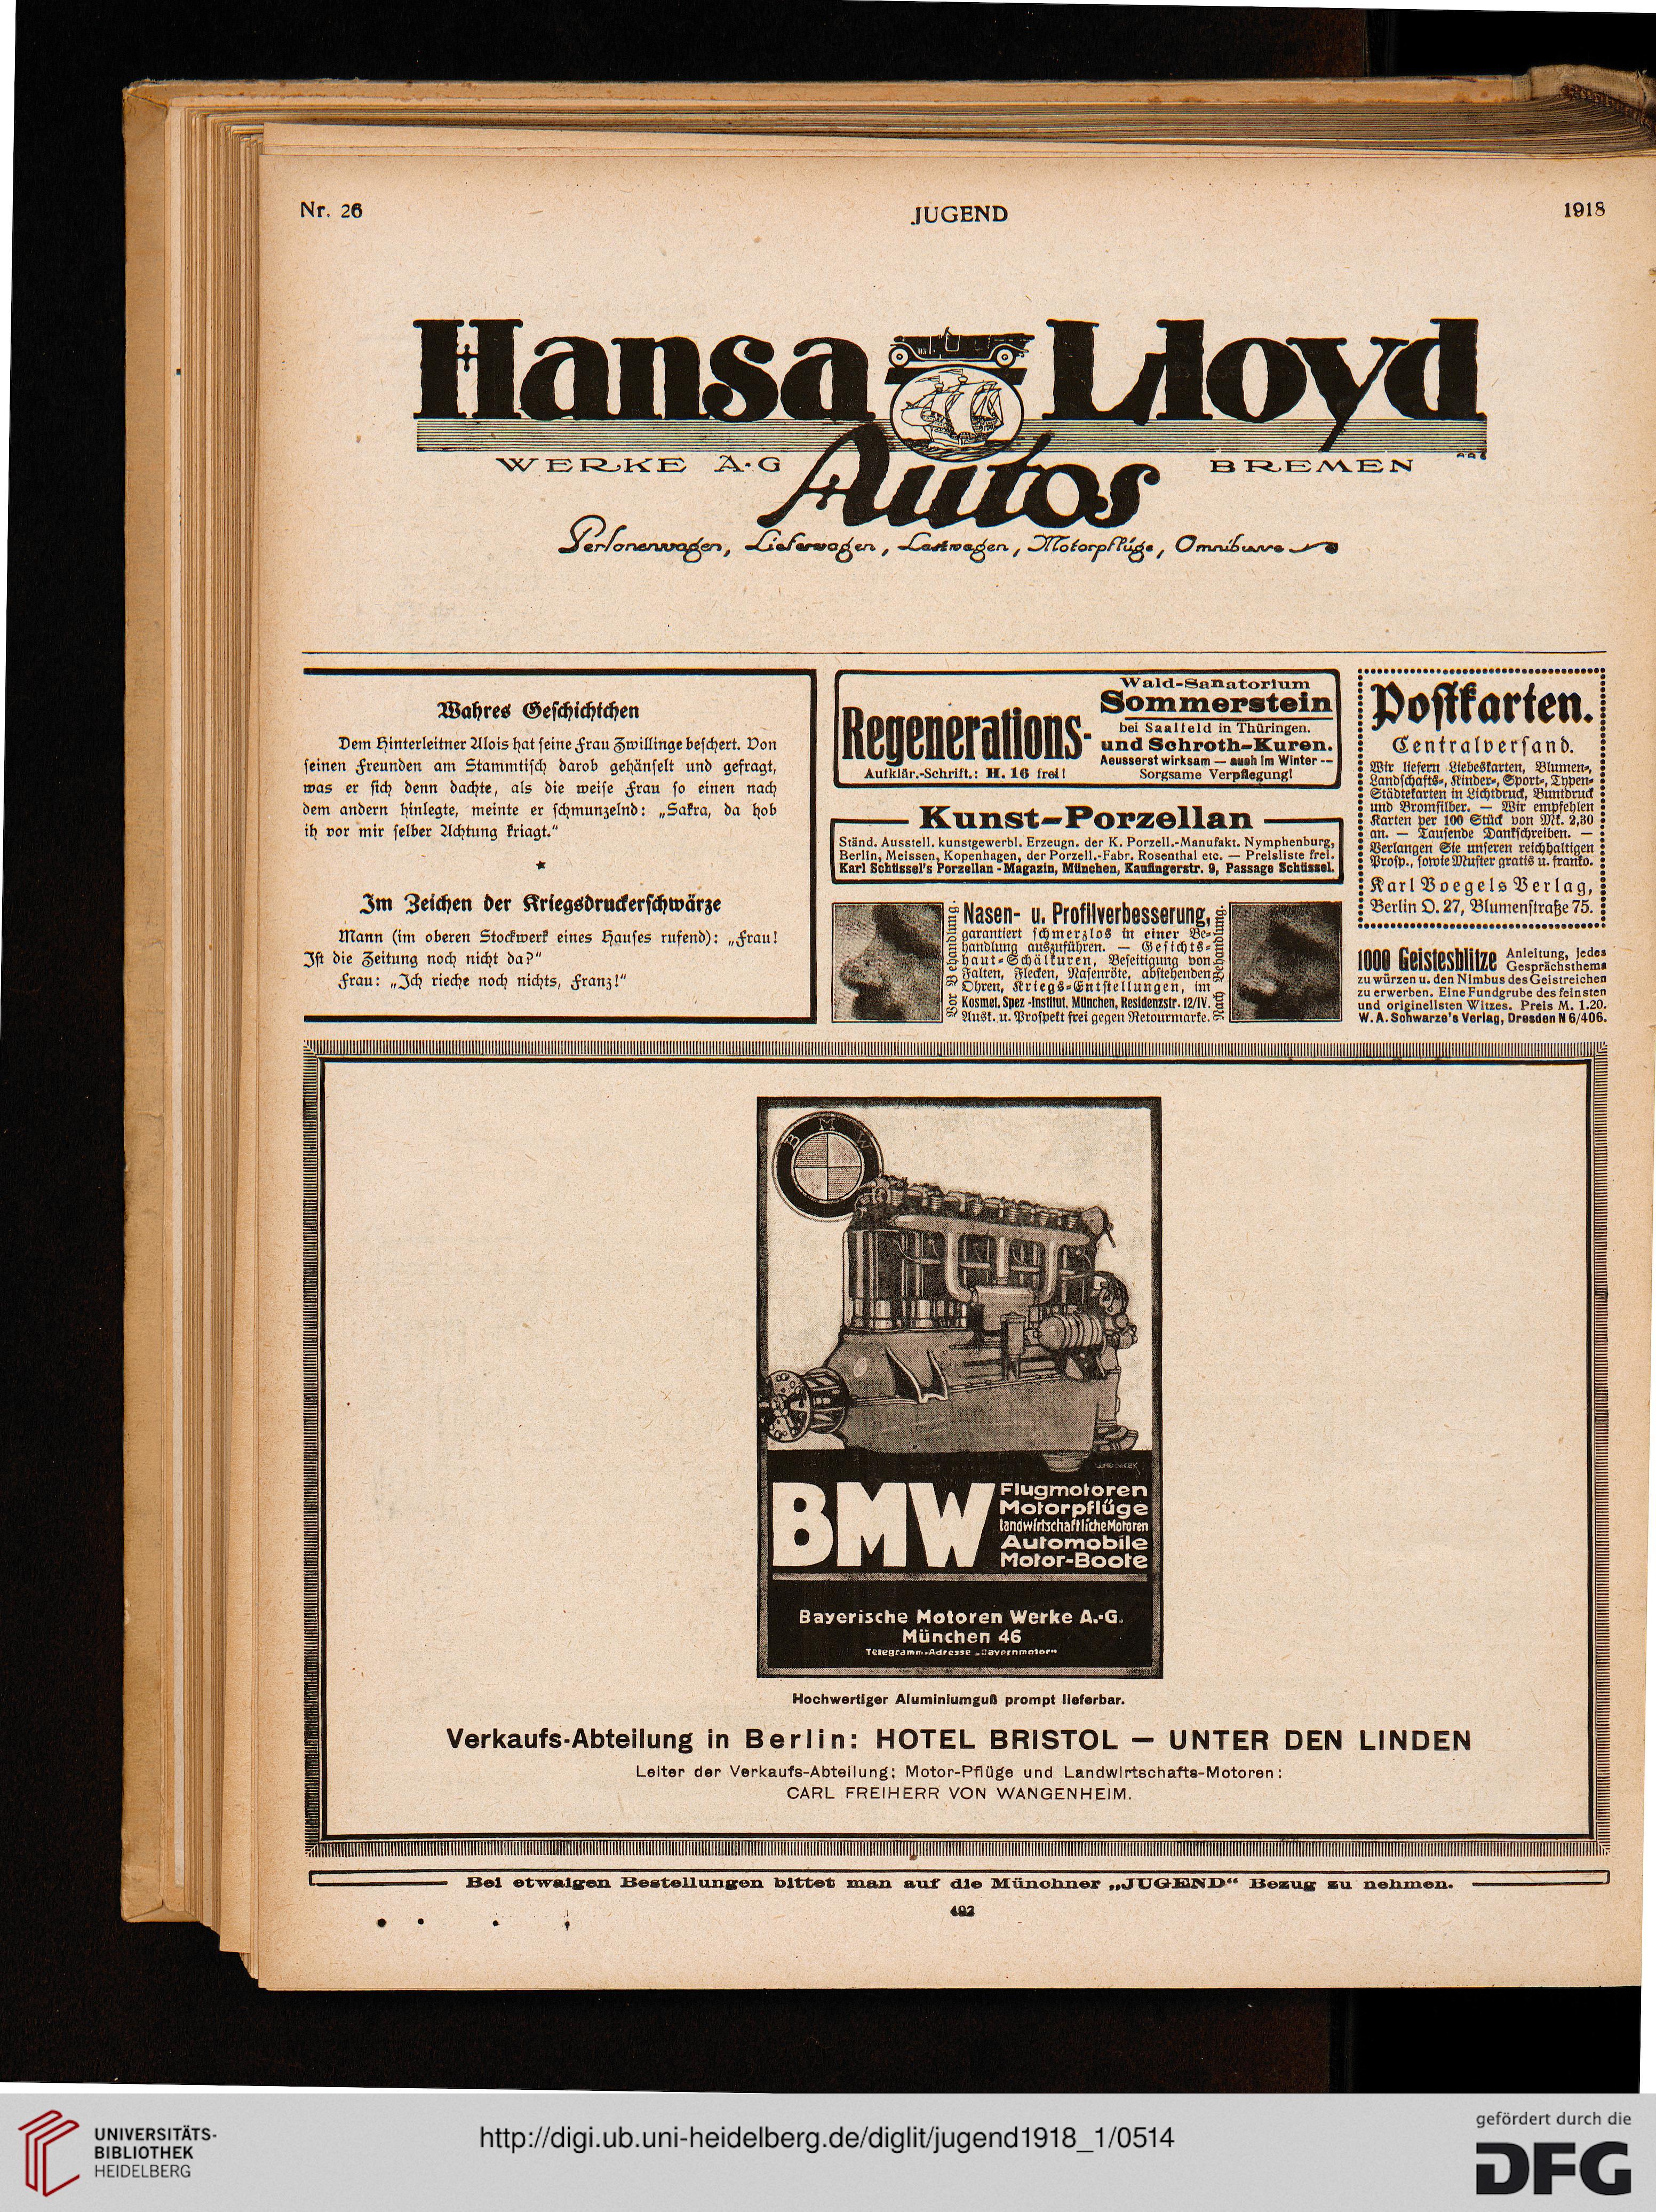 Nr. 26
JUGEND
1918
Hansa Lloyd
WERKE A·G
Autos
BREMEN
Personenwagen, Lieferwagen, Lastwagen, Motorpflüge, Omnibusse
Wahres Geschichtchen
Dem Hinterleitner Alois hat seine Frau Zwillinge beschert. Von
seinen Freunden am Stammtisch darob gehänselt und gefragt,
was er sich denn dachte, als die weise Frau so einen nach
dem andern hinlegte, meinte er schmunzelnd: „Sakra, da hob
ih vor mir selber Achtung kriagt."
*
Im Zeichen der Kriegsdruckerschwärze
Mann (im oberen Stockwerk eines Hauses rufend): „Frau!
Ist die Zeitung noch nicht da?"
Frau: „Ich rieche noch nichts, Franz!"
Regenerations-
Aufklär.-Schrift.: H. 16 frei!
Wald-Sanatorium
Sommerstein
bei Saalfeld in Thüringen.
und Schroth-Kuren.
Aeusserst wirksam — auch im Winter --
Sorgsame Verpflegung!
Kunst-Porzellan
Ständ. Ausstell. kunstgewerbl. Erzeugn. der K. Porzell.-Manufakt. Nymphenburg,
Berlin, Meissen, Kopenhagen, der Porzell.-Fabr. Rosenthal etc. — Preisliste frei.
Karl Schüssel's Porzellan-Magazin, München, Kaufingerstr. 9, Passage Schüssel.
Vor Behandlung.
Nasen- u. Profilverbesserung,
garantiert schmerzlos in einer Be-
handlung auszuführen. — Gesichts-
haut-Schälkuren, Beseitigung von
Falten, Flecken, Nasenröte, abstehenden
Ohren, Kriegs-Entstellungen, im
Kosmet. Spez.-Institut, München, Residenzstr. 12/IV.
Ausk. u. Prospekt frei gegen Retourmarke.
Nach Behandlung.
Postkarten.
Centralversand.
Wir liefern Liebeskarten, Blumen-,
Landschafts-, Kinder-, Sport-, Typen-
Städtekarten in Lichtdruck, Buntdruck
und Bromsilber. — Wir empfehlen
Karten per 100 Stück von Mk. 2,30
an. — Tausende Dankschreiben. —
Verlangen Sie unseren reichhaltigen
Prosp., sowie Muster gratis u. franko.
Karl Voegels Verlag,
Berlin O. 27, Blumenstraße 75.
1000 Geistesblitze Anleitung, jedes
Gesprächsthema
zu würzen u. den Nimbus des Geistreichen
zu erwerben. Eine Fundgrube des feinsten
und originellsten Witzes. Preis M. 1.20.
W. A. Schwarze's Verlag, Dresden N 6/406.
BMW
BMW
Flugmotoren
Motorpflüge
landwirtschaftliche Motoren
Automobile
Motor-Boote
Bayerische Motoren Werke A.-G.
München 46
Telegramm-Adresse „Bayernmotor"
Hochwertiger Aluminiumguß prompt lieferbar.
Verkaufs-Abteilung in Berlin: HOTEL BRISTOL — UNTER DEN LINDEN
Leiter der Verkaufs-Abteilung: Motor-Pflüge und Landwirtschafts-Motoren:
CARL FREIHERR VON WANGENHEIM.
Bei etwaigen Bestellungen bittet man auf die Münchner „JUGEND" Bezug zu nehmen.
492
UNIVERSITÄTS-
BIBLIOTHEK
HEIDELBERG
http://digi.ub.uni-heidelberg.de/diglit/jugend1918_1/0514
gefördert durch die
DFG